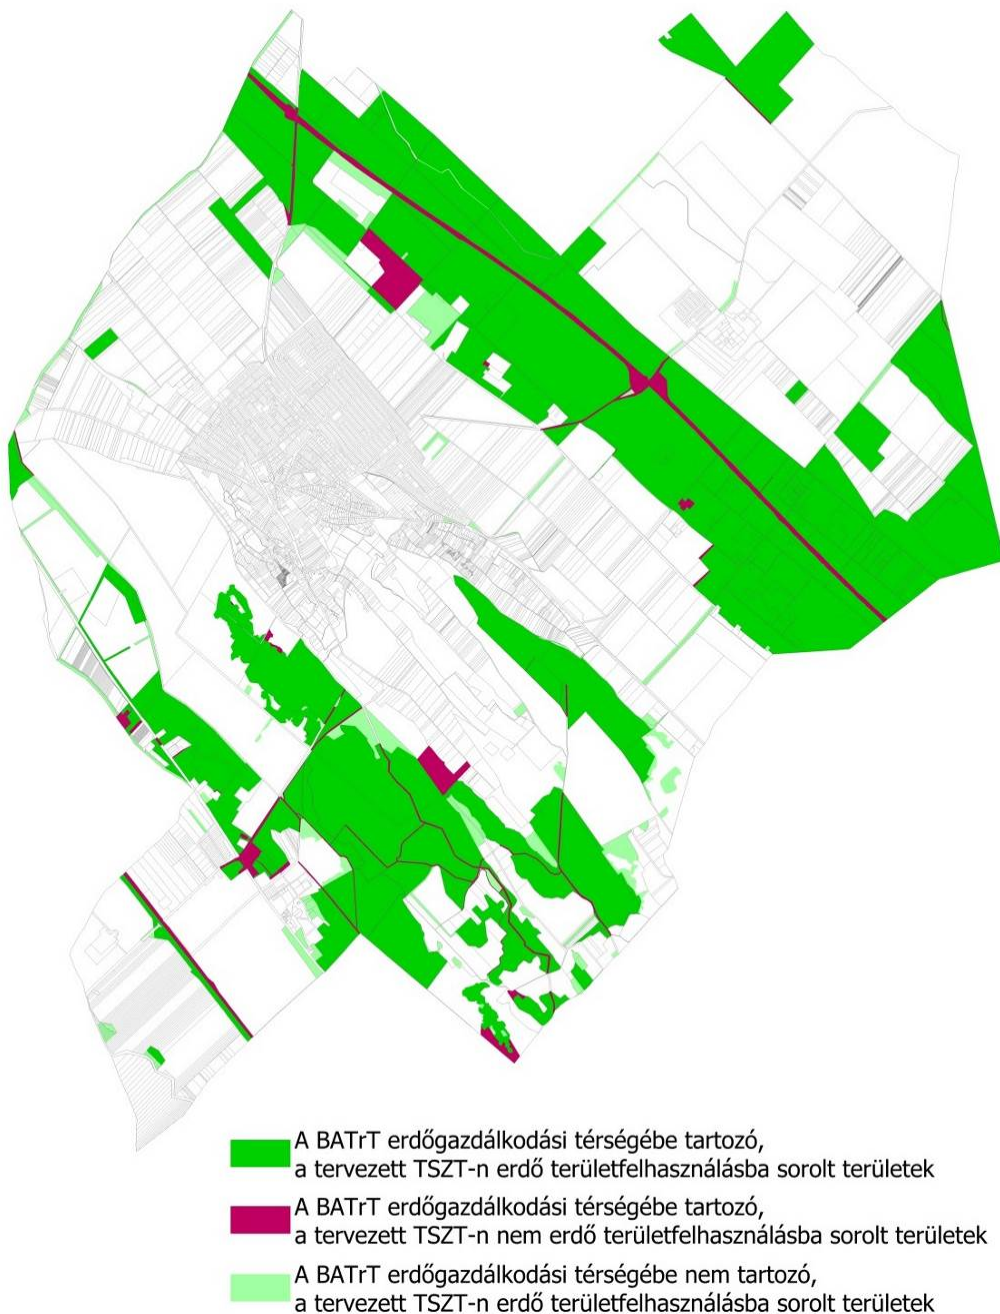 A BATrT erdőgazdálkodási térségébe tartozó,
a tervezett TSZT-n erdő területfelhasználásba sorolt területek
A BATrT erdőgazdálkodási térségébe tartozó,
a tervezett TSZT-n nem erdő területfelhasználásba sorolt területek
A BATrT erdőgazdálkodási térségébe nem tartozó,
a tervezett TSZT-n erdő területfelhasználásba sorolt területek